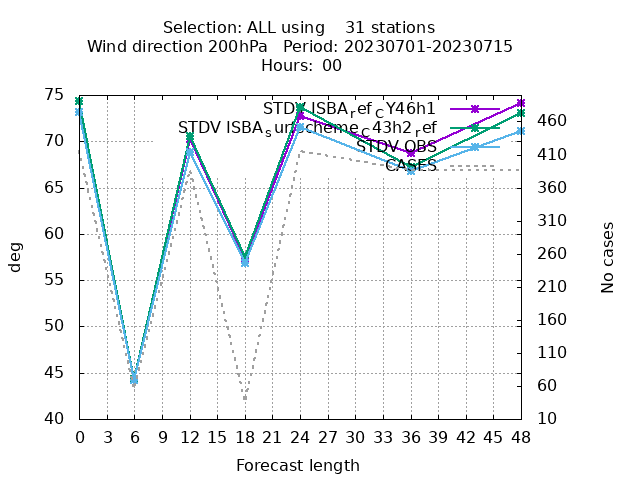 Selection: ALL using    31 stations
Wind direction 200hPa   Period: 20230701-20230715
Hours: 00
STDV ISBA_ref_CY46h1
STDV ISBA_surfscheme_C43h2_ref
STDV OBS
CASES
75
70
65
60
55
50
45
40
460
410
360
310
260
210
160
110
60
10
deg
No cases
0 3 6 9 12 15 18 21 24 27 30 33 36 39 42 45 48
Forecast length